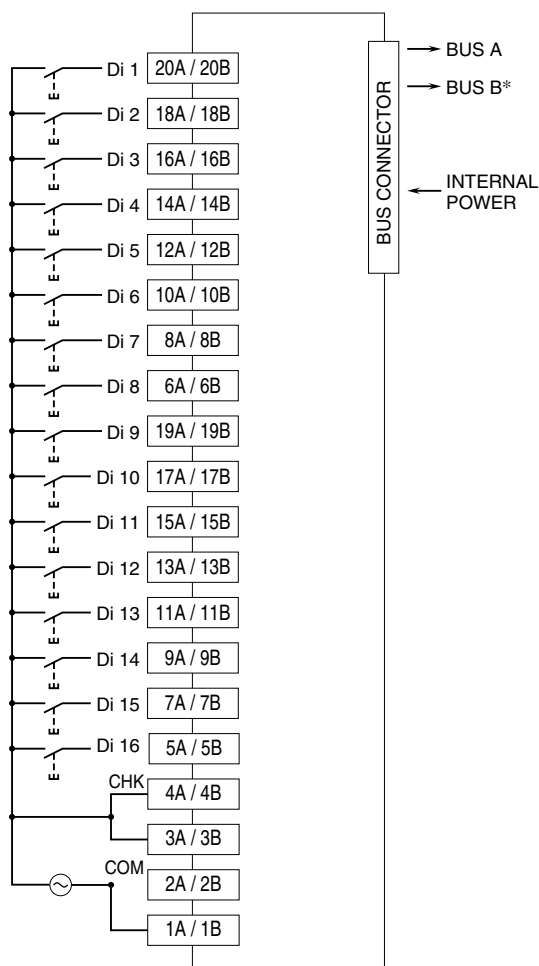 BUS A
Di 1 20A / 20B
BUS B*
Di 2 18A / 18B
BUS CONNECTOR
Di 3 16A / 16B
INTERNAL
POWER
Di 4 14A / 14B
Di 5 12A / 12B
Di 6 10A / 10B
Di 7 8A / 8B
Di 8 6A / 6B
Di 9 19A / 19B
Di 10 17A / 17B
Di 11 15A / 15B
Di 12 13A / 13B
Di 13 11A / 11B
Di 14 9A / 9B
Di 15 7A / 7B
Di 16 5A / 5B
CHK 4A / 4B
3A / 3B
COM 2A / 2B
1A / 1B